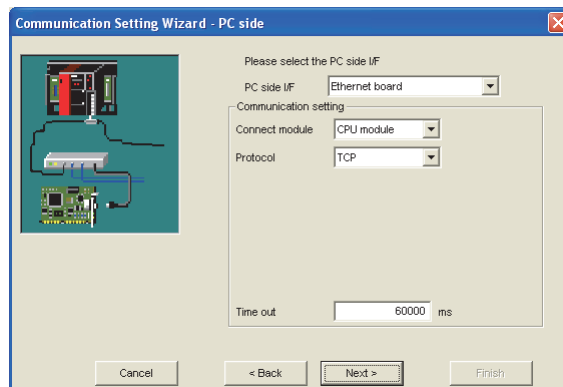 Communication Setting Wizard - PC side
Please select the PC side I/F
PC side I/F Ethernet board
Communication setting
Connect module CPU module
Protocol TCP
Time out 60000 ms
Cancel < Back Next > Finish